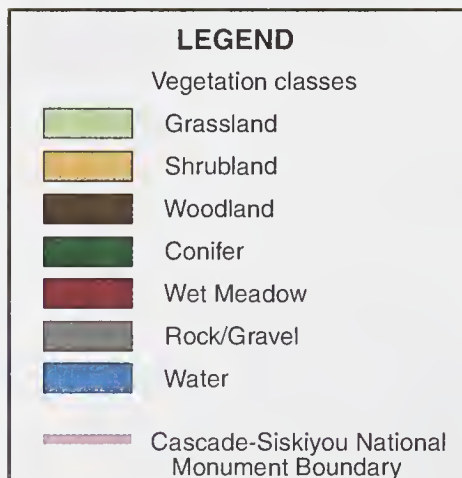 LEGEND
Vegetation classes
Grassland
Shrubland
Woodland
Conifer
Wet Meadow
Rock/Gravel
Water
Cascade-Siskiyou National
Monument Boundary